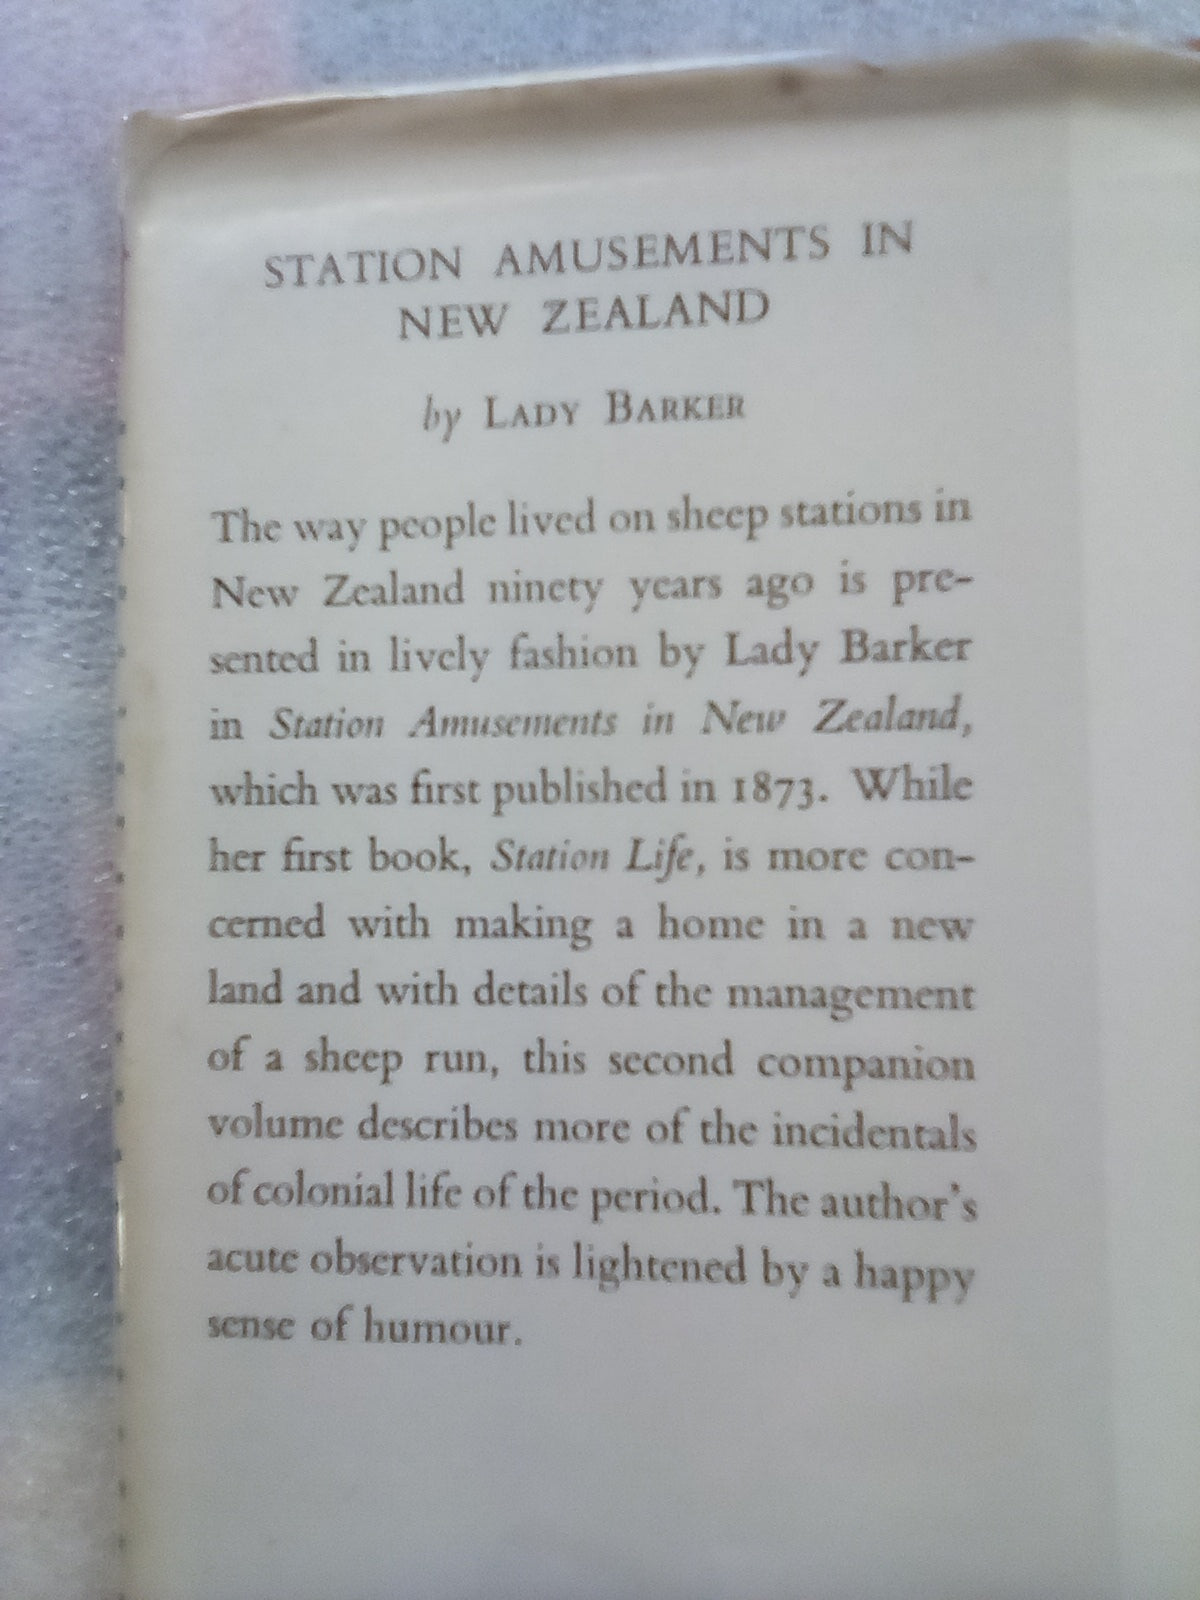 STATION AMUSEMENTS IN
NEW ZEALAND
by LADY BARKER
The way people lived on sheep stations in
New Zealand ninety years ago is pre-
sented in lively fashion by Lady Barker
in Station Amusements in New Zealand,
which was first published in 1873. While
her first book, Station Life, is more con-
cerned with making a home in a new
land and with details of the management
of a sheep run, this second companion
volume describes more of the incidentals
of colonial life of the period. The author's
acute observation is lightened by a happy
sense of humour.